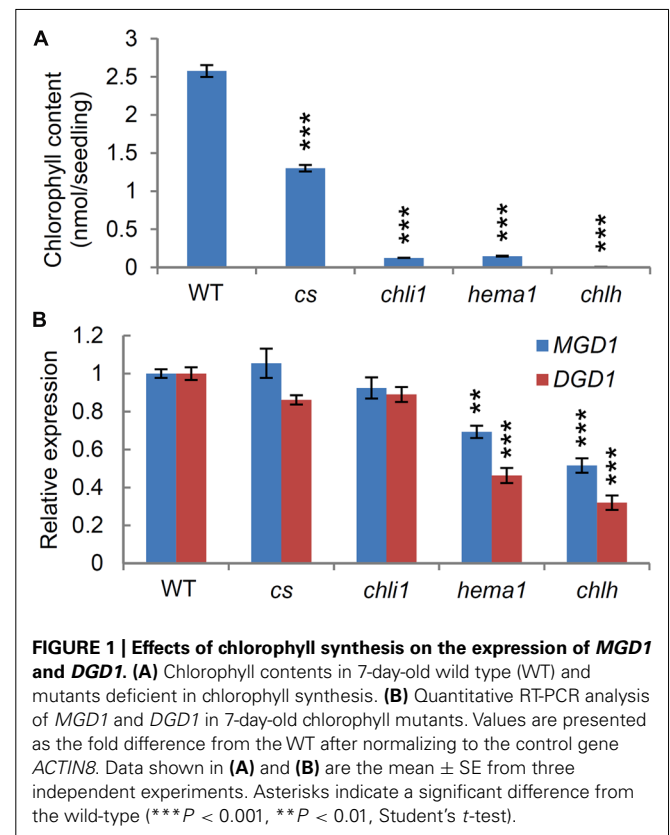 A
Chlorophyll content
(nmol/seedling)
3
2.5
2
1.5
1
0.5
0
***
***
***
***
WT cs chli1 hema1 chlh
B
Relative expression
1.2
1
0.8
0.6
0.4
0.2
0
MGD1
DGD1
**
***
***
***
WT cs chli1 hema1 chlh
FIGURE 1 | Effects of chlorophyll synthesis on the expression of MGD1
and DGD1. (A) Chlorophyll contents in 7-day-old wild type (WT) and
mutants deficient in chlorophyll synthesis. (B) Quantitative RT-PCR analysis
of MGD1 and DGD1 in 7-day-old chlorophyll mutants. Values are presented
as the fold difference from the WT after normalizing to the control gene
ACTIN8. Data shown in (A) and (B) are the mean ± SE from three
independent experiments. Asterisks indicate a significant difference from
the wild-type (***P < 0.001, **P < 0.01, Student's t-test).